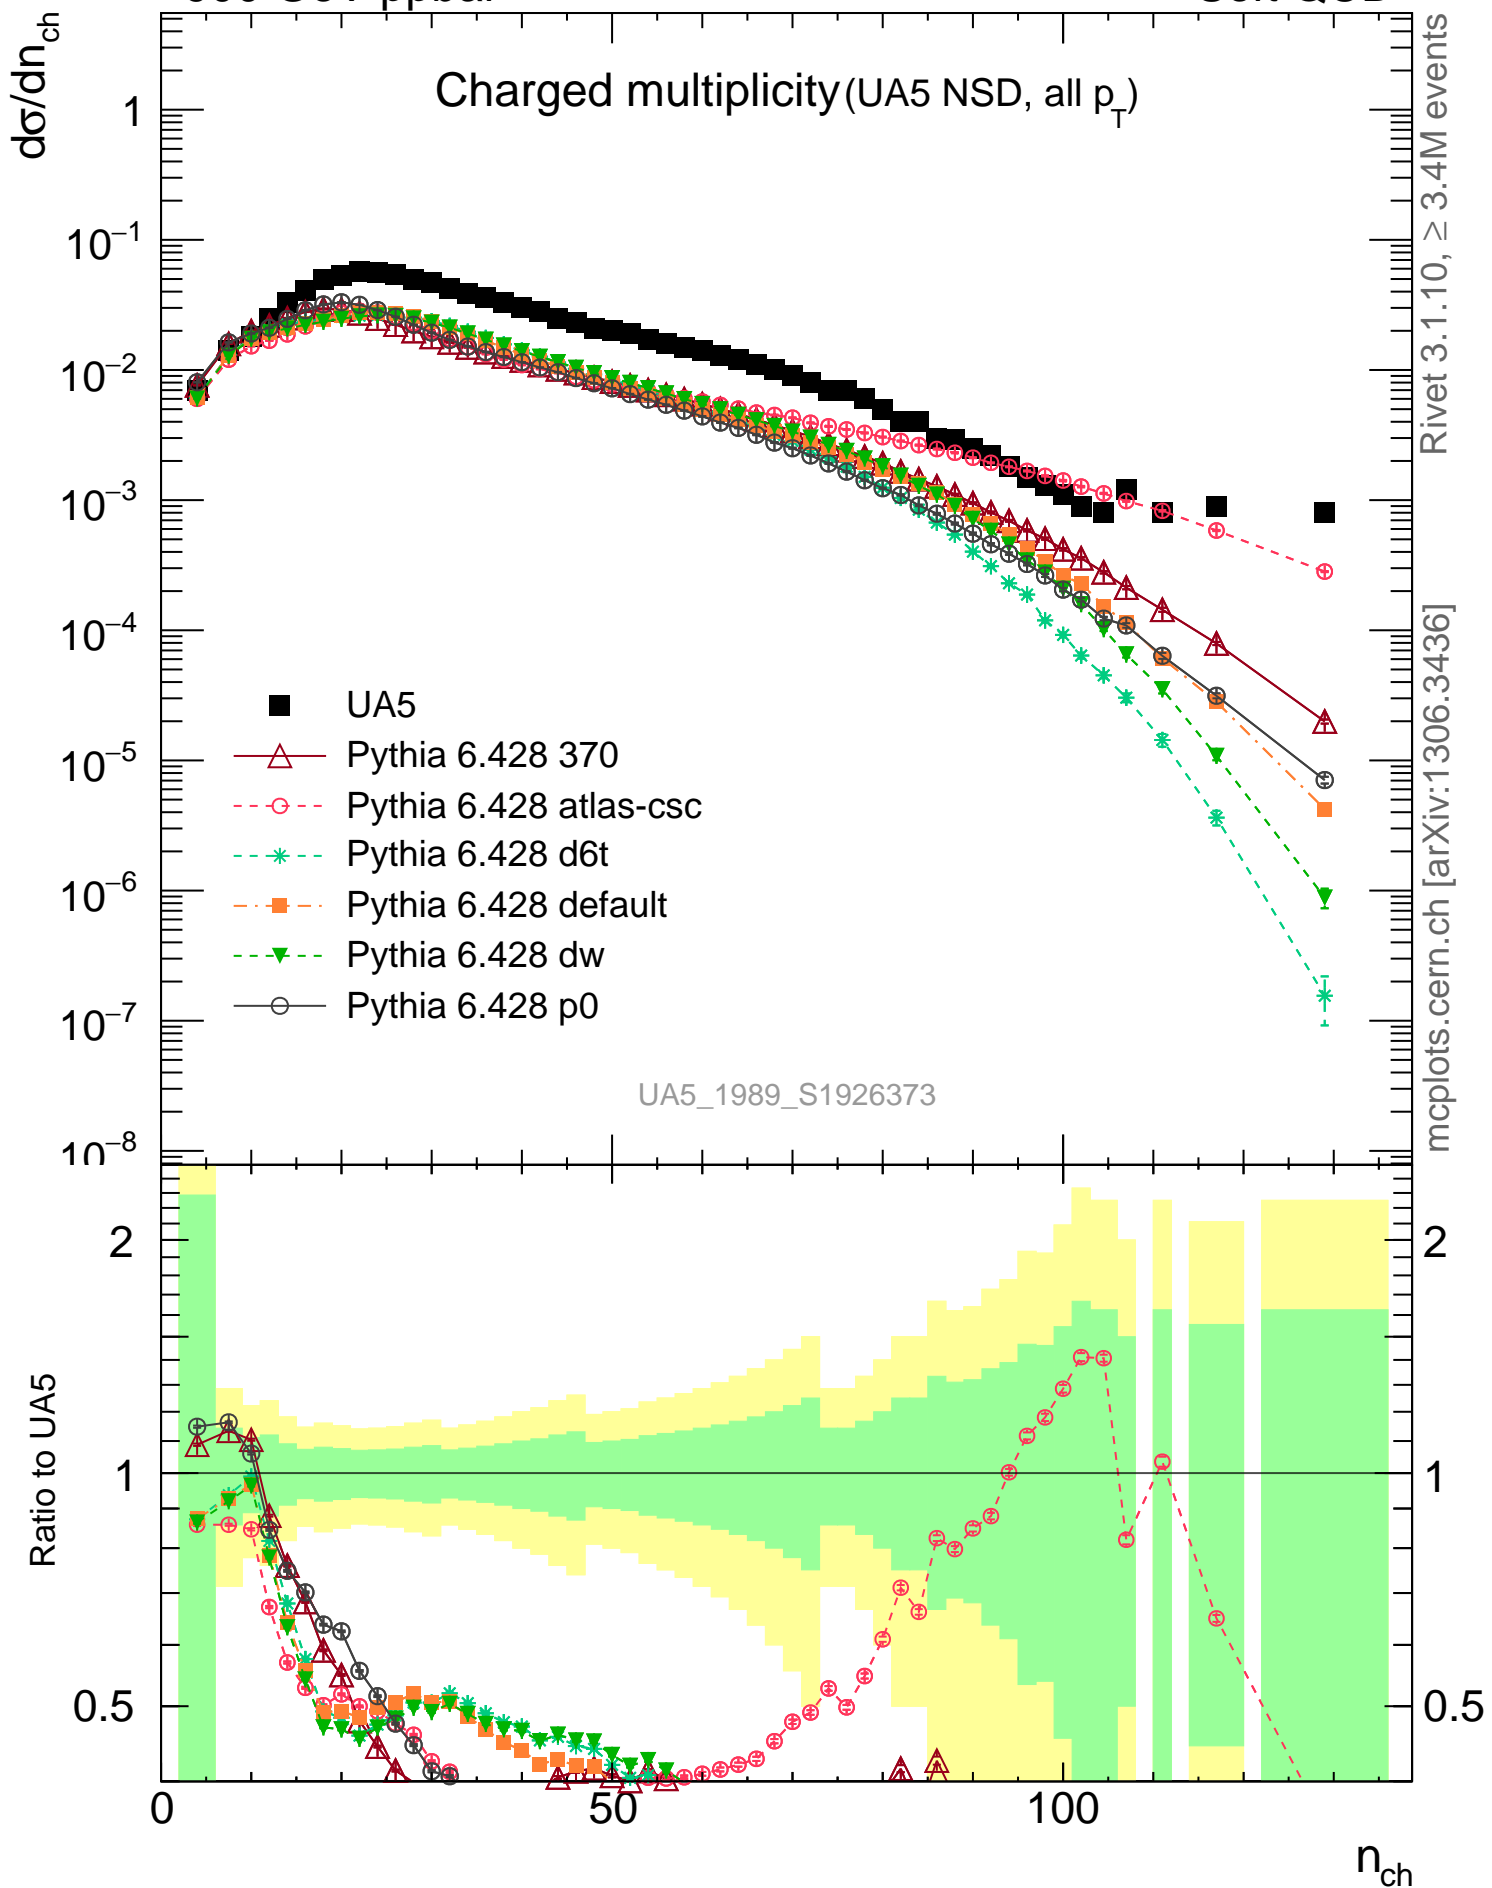 dσ/dn_ch
Charged multiplicity (UA5 NSD, all p_T)
1
10^−1
10^−2
10^−3
10^−4
10^−5
10^−6
10^−7
10^−8
UA5
Pythia 6.428 370
Pythia 6.428 atlas-csc
Pythia 6.428 d6t
Pythia 6.428 default
Pythia 6.428 dw
Pythia 6.428 p0
UA5_1989_S1926373
Rivet 3.1.10, ≥ 3.4M events
mcplots.cern.ch [arXiv:1306.3436]
Ratio to UA5
2
1
0.5
2
1
0.5
0
50
100
n_ch